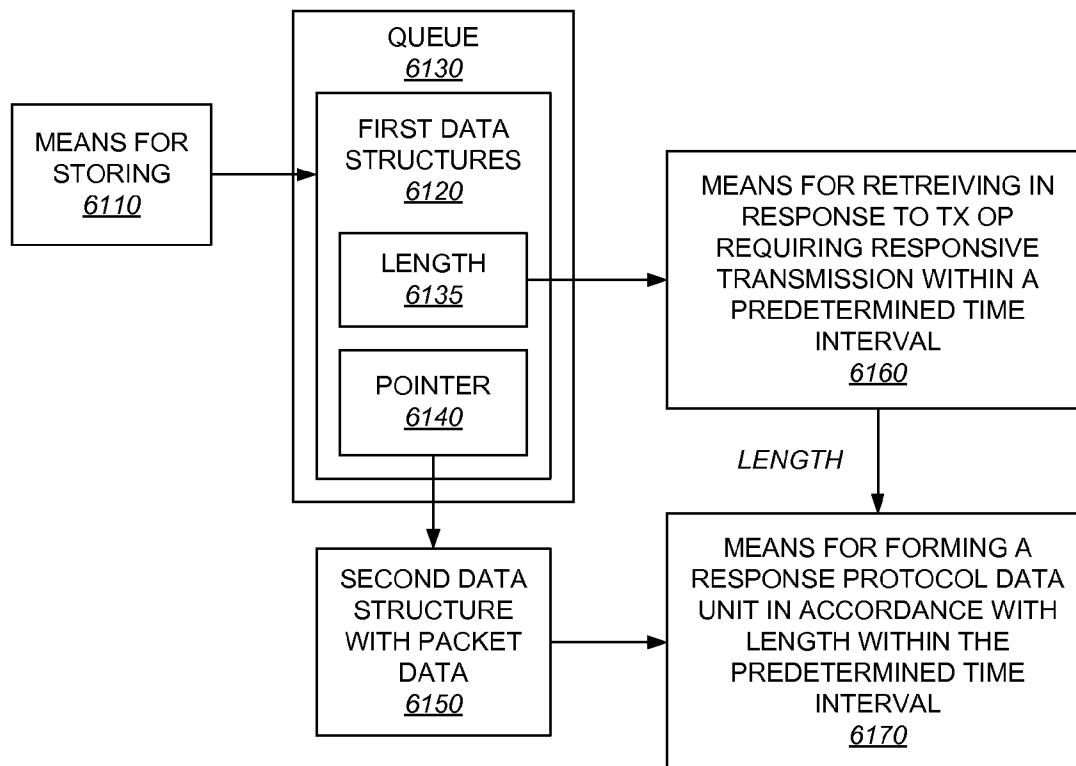 QUEUE
6130
MEANS FOR
STORING
6110
FIRST DATA
STRUCTURES
6120
LENGTH
6135
POINTER
6140
MEANS FOR RETREIVING IN
RESPONSE TO TX OP
REQUIRING RESPONSIVE
TRANSMISSION WITHIN A
PREDETERMINED TIME
INTERVAL
6160
LENGTH
SECOND DATA
STRUCTURE
WITH PACKET
DATA
6150
MEANS FOR FORMING A
RESPONSE PROTOCOL DATA
UNIT IN ACCORDANCE WITH
LENGTH WITHIN THE
PREDETERMINED TIME
INTERVAL
6170